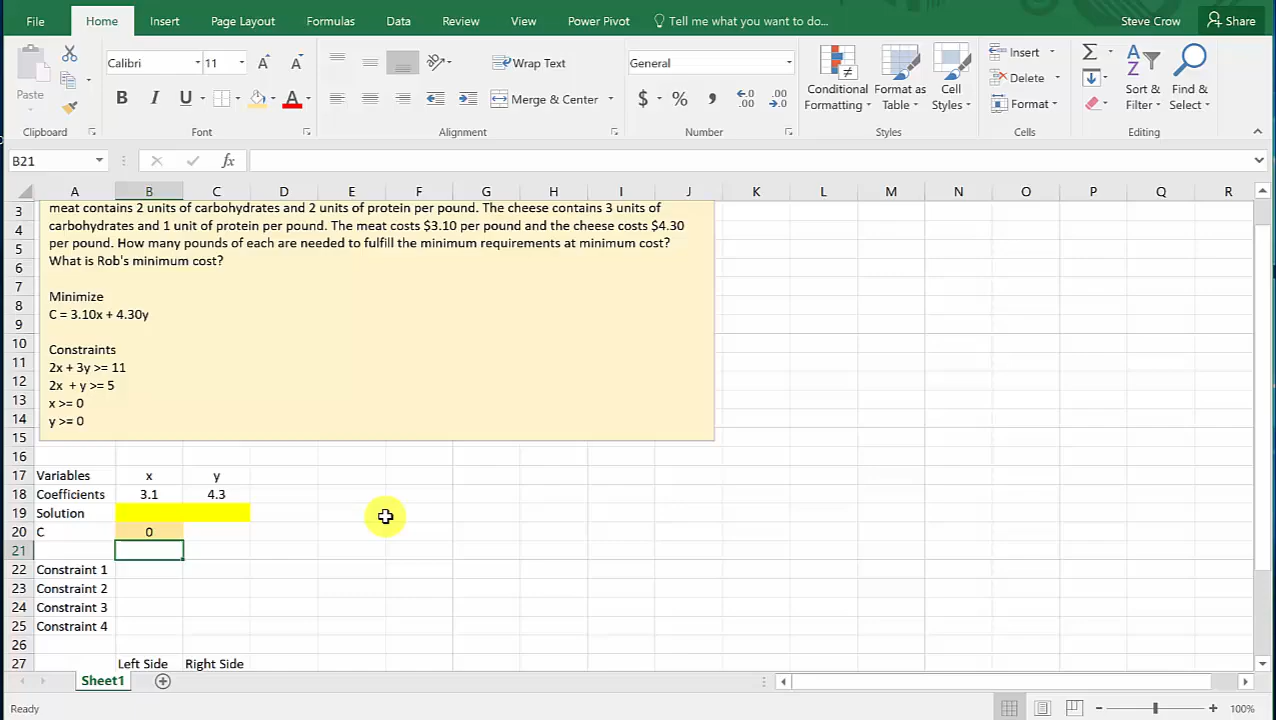 File Home Insert Page Layout Formulas Data Review View Power Pivot Tell me what you want to do... Steve Crow Share
Calibri 11 Wrap Text General Insert
Paste B I U Merge & Center $ % Conditional Formatting Format as Table Cell Styles Delete Format Sort & Filter Find & Select
Clipboard Font Alignment Number Styles Cells Editing
B21 fx
A B C D E F G H I J K L M N O P Q R
3 meat contains 2 units of carbohydrates and 2 units of protein per pound. The cheese contains 3 units of
4 carbohydrates and 1 unit of protein per pound. The meat costs $3.10 per pound and the cheese costs $4.30
5 per pound. How many pounds of each are needed to fulfill the minimum requirements at minimum cost?
6 What is Rob's minimum cost?
7
8 Minimize
9 C = 3.10x + 4.30y
10 Constraints
11 2x + 3y >= 11
12 2x + y >= 5
13 x >= 0
14 y >= 0
15
16
17 Variables x y
18 Coefficients 3.1 4.3
19 Solution
20 C 0
21
22 Constraint 1
23 Constraint 2
24 Constraint 3
25 Constraint 4
26
27 Left Side Right Side
Sheet1
Ready 100%